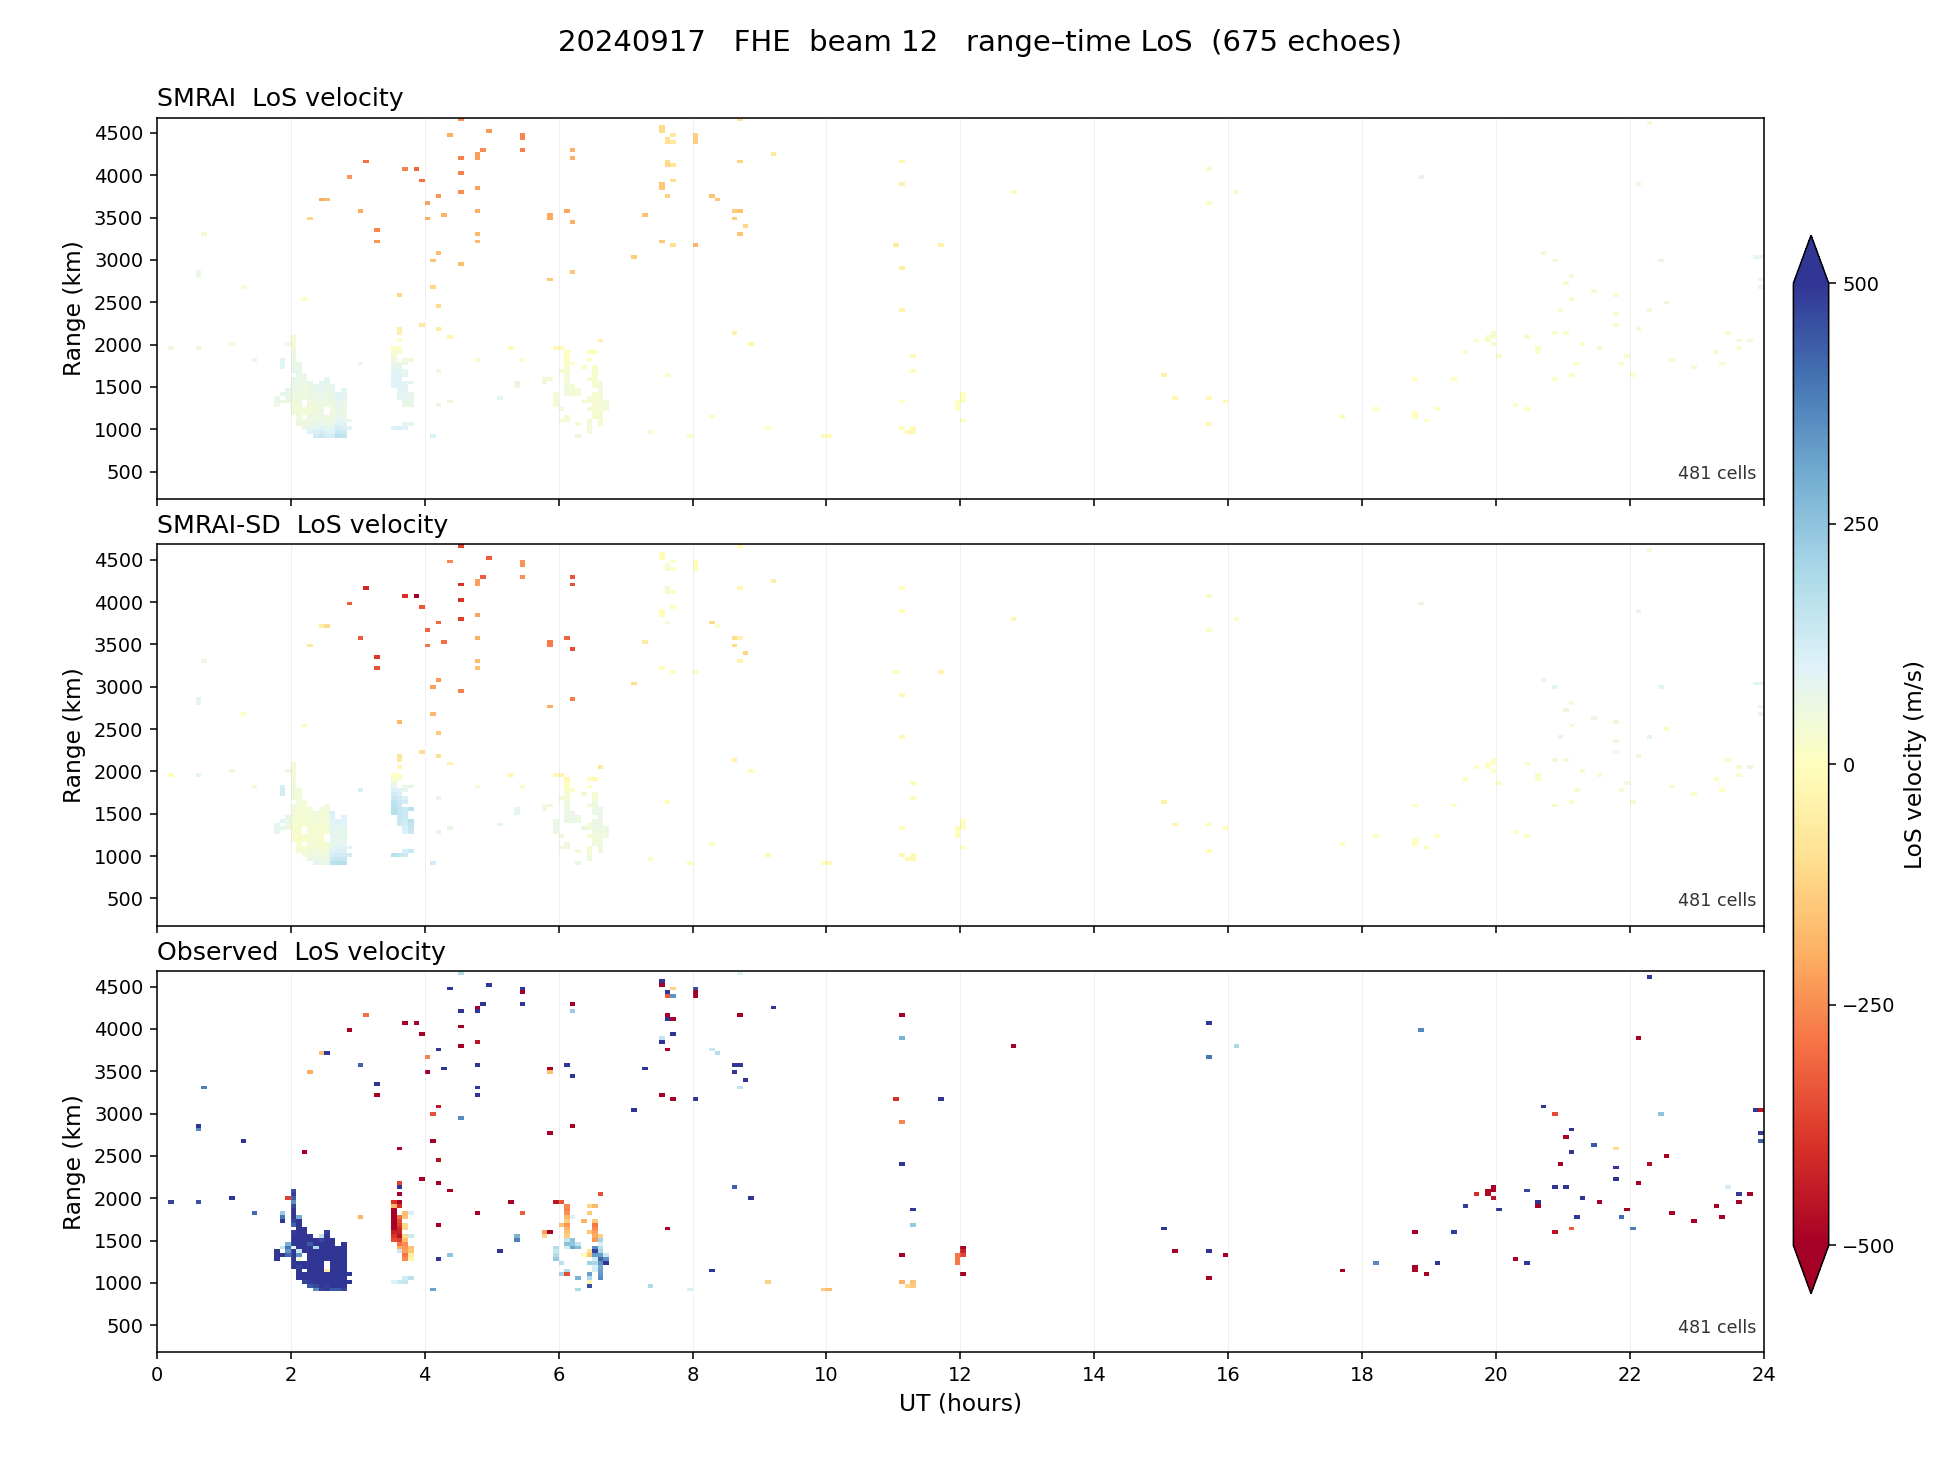 20240917   FHE  beam 12   range–time LoS  (675 echoes)
SMRAI  LoS velocity
4500
4000
3500
3000
2500
2000
1500
1000
500
Range (km)
481 cells
SMRAI-SD  LoS velocity
4500
4000
3500
3000
2500
2000
1500
1000
500
Range (km)
481 cells
Observed  LoS velocity
4500
4000
3500
3000
2500
2000
1500
1000
500
Range (km)
481 cells
0 2 4 6 8 10 12 14 16 18 20 22 24
UT (hours)
500
250
0
−250
−500
LoS velocity (m/s)